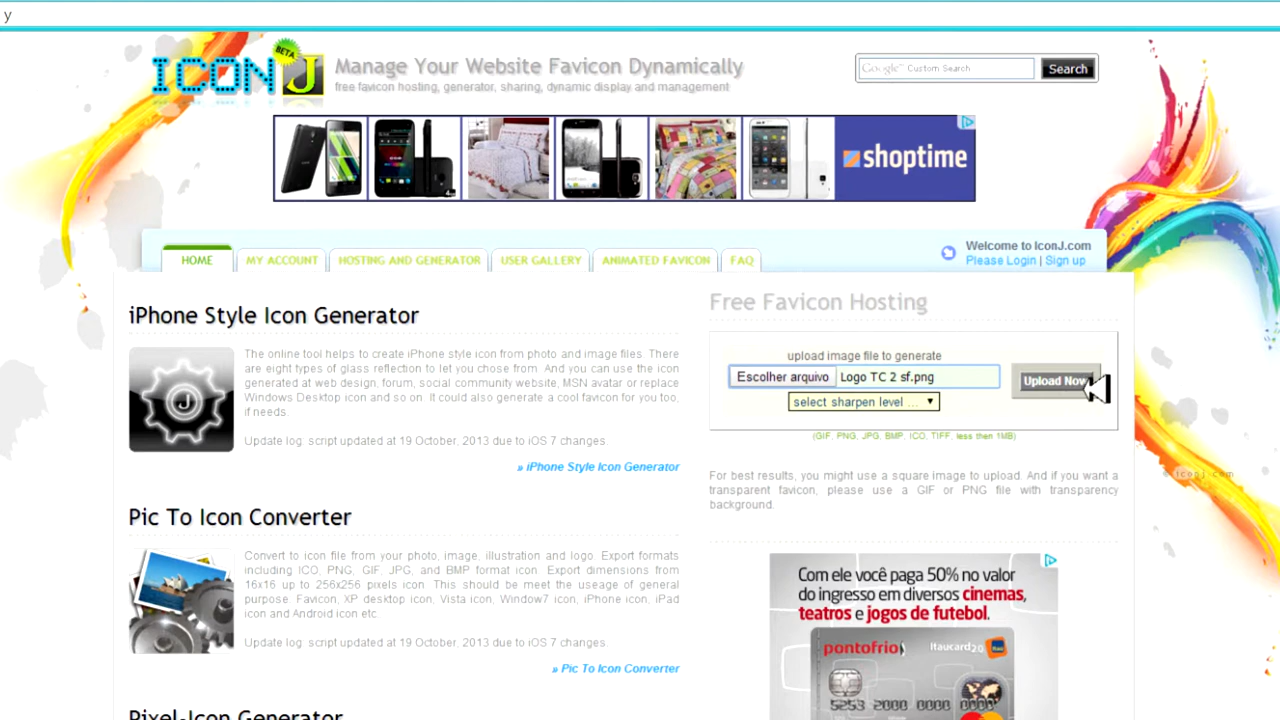 y
ICON J
BETA
Manage Your Website Favicon Dynamically
free favicon hosting, generator, sharing, dynamic display and management
Google™ Custom Search
Search
shoptime
HOME
MY ACCOUNT
HOSTING AND GENERATOR
USER GALLERY
ANIMATED FAVICON
FAQ
Welcome to IconJ.com
Please Login | Sign up
iPhone Style Icon Generator
The online tool helps to create iPhone style icon from photo and image files. There
are eight types of glass reflection to let you chose from. And you can use the icon
generated at web design, forum, social community website, MSN avatar or replace
Windows Desktop icon and so on. It could also generate a cool favicon for you too,
if needs.
Update log: script updated at 19 October, 2013 due to iOS 7 changes.
» iPhone Style Icon Generator
Pic To Icon Converter
Convert to icon file from your photo, image, illustration and logo. Export formats
including ICO, PNG, GIF, JPG, and BMP format icon. Export dimensions from
16x16 up to 256x256 pixels icon. This should be meet the useage of general
purpose. Favicon, XP desktop icon, Vista icon, Window7 icon, iPhone icon, iPad
icon and Android icon etc.
Update log: script updated at 19 October, 2013 due to iOS 7 changes.
» Pic To Icon Converter
Pixel-Icon Generator
Free Favicon Hosting
upload image file to generate
Escolher arquivo Logo TC 2 sf.png
Upload Now
select sharpen level ...
(GIF, PNG, JPG, BMP, ICO, TIFF, less then 1MB)
For best results, you might use a square image to upload. And if you want a
transparent favicon, please use a GIF or PNG file with transparency
background.
iconj.com
Com ele você paga 50% no valor
do ingresso em diversos cinemas,
teatros e jogos de futebol.
pontofrio Itaucard 2.0 Itaú
5253 2000 0000 0000